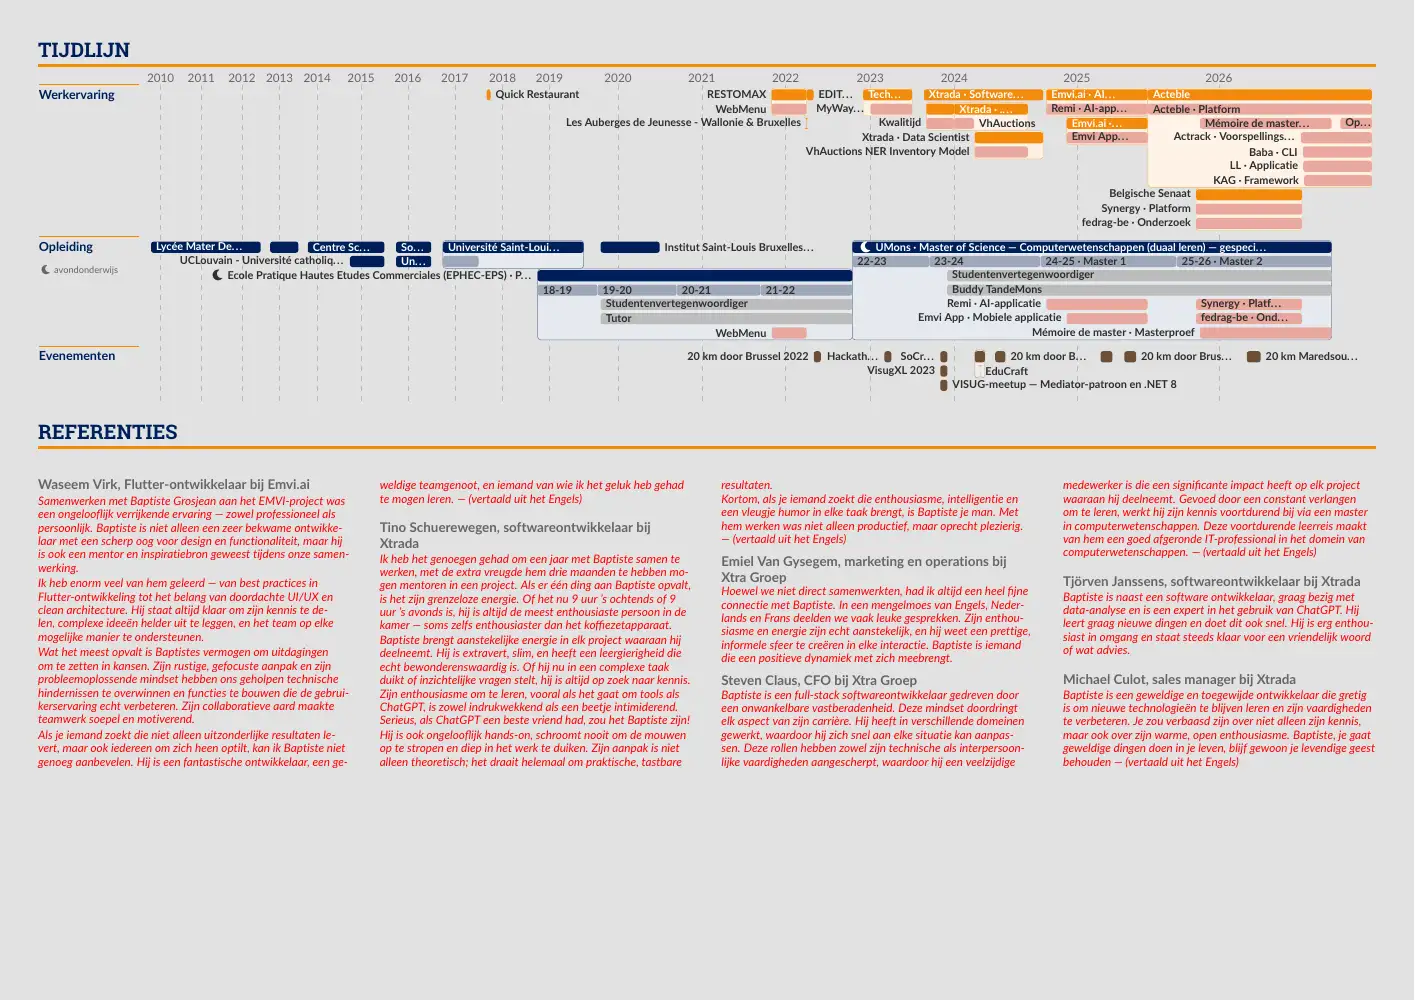 TIJDLIJN
2010 2011 2012 2013 2014 2015 2016 2017 2018 2019 2020 2021 2022 2023 2024 2025 2026
Werkervaring
Quick Restaurant RESTOMAX EDIT… Tech… Xtrada · Software… Emvi.ai · AI… Acteble
WebMenu MyWay… Xtrada · … Remi · AI-app… Acteble · Platform
Les Auberges de Jeunesse - Wallonie & Bruxelles Kwalitijd VhAuctions Emvi.ai ·… Mémoire de master… Op…
Xtrada · Data Scientist Emvi App… Actrack · Voorspellings…
VhAuctions NER Inventory Model Baba · CLI
LL · Applicatie
KAG · Framework
Belgische Senaat
Synergy · Platform
fedrag-be · Onderzoek
Opleiding
Lycée Mater De… Centre Sc… So… Université Saint-Loui… Institut Saint-Louis Bruxelles… UMons · Master of Science — Computerwetenschappen (duaal leren) — gespeci…
UCLouvain - Université catholiq… Un… 22-23 23-24 24-25 · Master 1 25-26 · Master 2
avondonderwijs
Ecole Pratique Hautes Etudes Commerciales (EPHEC-EPS) · P… Studentenvertegenwoordiger
18-19 19-20 20-21 21-22 Buddy TandeMons
Studentenvertegenwoordiger Remi · AI-applicatie Synergy · Platf…
Tutor Emvi App · Mobiele applicatie fedrag-be · Ond…
WebMenu Mémoire de master · Masterproef
Evenementen
20 km door Brussel 2022 Hackath… SoCr… 20 km door B… 20 km door Brus… 20 km Maredsou…
VisugXL 2023 EduCraft
VISUG-meetup — Mediator-patroon en .NET 8
REFERENTIES
Waseem Virk, Flutter-ontwikkelaar bij Emvi.ai
Samenwerken met Baptiste Grosjean aan het EMVI-project was
een ongelooflijk verrijkende ervaring — zowel professioneel als
persoonlijk. Baptiste is niet alleen een zeer bekwame ontwikke-
laar met een scherp oog voor design en functionaliteit, maar hij
is ook een mentor en inspiratiebron geweest tijdens onze samen-
werking.
Ik heb enorm veel van hem geleerd — van best practices in
Flutter-ontwikkeling tot het belang van doordachte UI/UX en
clean architecture. Hij staat altijd klaar om zijn kennis te de-
len, complexe ideeën helder uit te leggen, en het team op elke
mogelijke manier te ondersteunen.
Wat het meest opvalt is Baptistes vermogen om uitdagingen
om te zetten in kansen. Zijn rustige, gefocuste aanpak en zijn
probleemoplossende mindset hebben ons geholpen technische
hindernissen te overwinnen en functies te bouwen die de gebrui-
kerservaring echt verbeteren. Zijn collaboratieve aard maakte
teamwerk soepel en motiverend.
Als je iemand zoekt die niet alleen uitzonderlijke resultaten le-
vert, maar ook iedereen om zich heen optilt, kan ik Baptiste niet
genoeg aanbevelen. Hij is een fantastische ontwikkelaar, een ge-
weldige teamgenoot, en iemand van wie ik het geluk heb gehad
te mogen leren. — (vertaald uit het Engels)
Tino Schuerewegen, softwareontwikkelaar bij
Xtrada
Ik heb het genoegen gehad om een jaar met Baptiste samen te
werken, met de extra vreugde hem drie maanden te hebben mo-
gen mentoren in een project. Als er één ding aan Baptiste opvalt,
is het zijn grenzeloze energie. Of het nu 9 uur 's ochtends of 9
uur 's avonds is, hij is altijd de meest enthousiaste persoon in de
kamer — soms zelfs enthousiaster dan het koffiezetapparaat.
Baptiste brengt aanstekelijke energie in elk project waaraan hij
deelneemt. Hij is extravert, slim, en heeft een leergierigheid die
echt bewonderenswaardig is. Of hij nu in een complexe taak
duikt of inzichtelijke vragen stelt, hij is altijd op zoek naar kennis.
Zijn enthousiasme om te leren, vooral als het gaat om tools als
ChatGPT, is zowel indrukwekkend als een beetje intimiderend.
Serieus, als ChatGPT een beste vriend had, zou het Baptiste zijn!
Hij is ook ongelooflijk hands-on, schroomt nooit om de mouwen
op te stropen en diep in het werk te duiken. Zijn aanpak is niet
alleen theoretisch; het draait helemaal om praktische, tastbare
resultaten.
Kortom, als je iemand zoekt die enthousiasme, intelligentie en
een vleugje humor in elke taak brengt, is Baptiste je man. Met
hem werken was niet alleen productief, maar oprecht plezierig.
— (vertaald uit het Engels)
Emiel Van Gysegem, marketing en operations bij
Xtra Groep
Hoewel we niet direct samenwerkten, had ik altijd een heel fijne
connectie met Baptiste. In een mengelmoes van Engels, Neder-
lands en Frans deelden we vaak leuke gesprekken. Zijn enthou-
siasme en energie zijn echt aanstekelijk, en hij weet een prettige,
informele sfeer te creëren in elke interactie. Baptiste is iemand
die een positieve dynamiek met zich meebrengt.
Steven Claus, CFO bij Xtra Groep
Baptiste is een full-stack softwareontwikkelaar gedreven door
een onwankelbare vastberadenheid. Deze mindset doordringt
elk aspect van zijn carrière. Hij heeft in verschillende domeinen
gewerkt, waardoor hij zich snel aan elke situatie kan aanpas-
sen. Deze rollen hebben zowel zijn technische als interpersoon-
lijke vaardigheden aangescherpt, waardoor hij een veelzijdige
medewerker is die een significante impact heeft op elk project
waaraan hij deelneemt. Gevoed door een constant verlangen
om te leren, werkt hij zijn kennis voortdurend bij via een master
in computerwetenschappen. Deze voortdurende leerreis maakt
van hem een goed afgeronde IT-professional in het domein van
computerwetenschappen. — (vertaald uit het Engels)
Tjörven Janssens, softwareontwikkelaar bij Xtrada
Baptiste is naast een software ontwikkelaar, graag bezig met
data-analyse en is een expert in het gebruik van ChatGPT. Hij
leert graag nieuwe dingen en doet dit ook snel. Hij is erg enthou-
siast in omgang en staat steeds klaar voor een vriendelijk woord
of wat advies.
Michael Culot, sales manager bij Xtrada
Baptiste is een geweldige en toegewijde ontwikkelaar die gretig
is om nieuwe technologieën te blijven leren en zijn vaardigheden
te verbeteren. Je zou verbaasd zijn over niet alleen zijn kennis,
maar ook over zijn warme, open enthousiasme. Baptiste, je gaat
geweldige dingen doen in je leven, blijf gewoon je levendige geest
behouden — (vertaald uit het Engels)